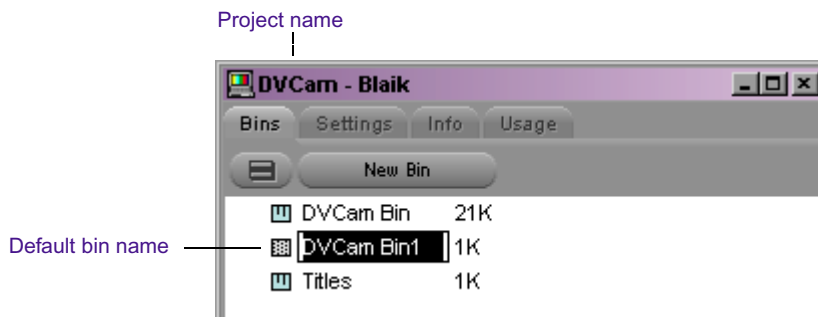 Project name
DVCam - Blaik
Bins Settings Info Usage
New Bin
DVCam Bin 21K
Default bin name
DVCam Bin1 1K
Titles 1K